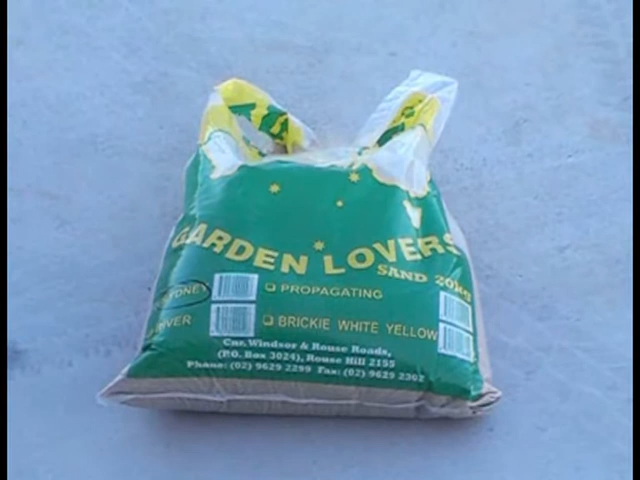 GARDEN LOVERS
SAND 20KG
SYDNEY
PROPAGATING
RIVER
BRICKIE WHITE YELLOW
Cnr. Windsor & Rouse Roads,
(P.O. Box 3024), Rouse Hill 2155
Phone: (02) 9629 2299 Fax: (02) 9629 2302